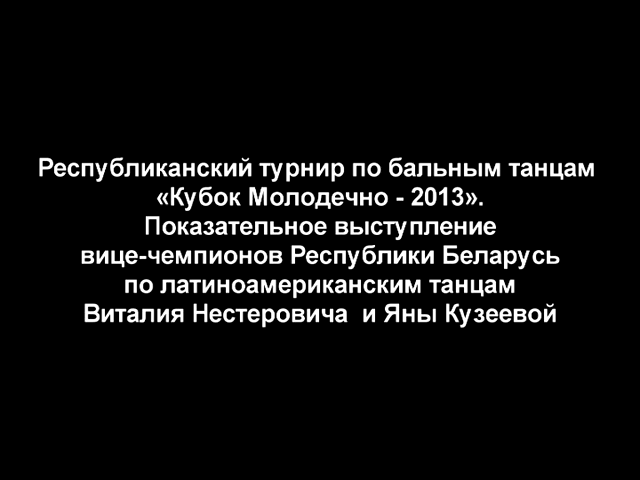 Республиканский турнир по бальным танцам
«Кубок Молодечно - 2013».
Показательное выступление
вице-чемпионов Республики Беларусь
по латиноамериканским танцам
Виталия Нестеровича и Яны Кузеевой